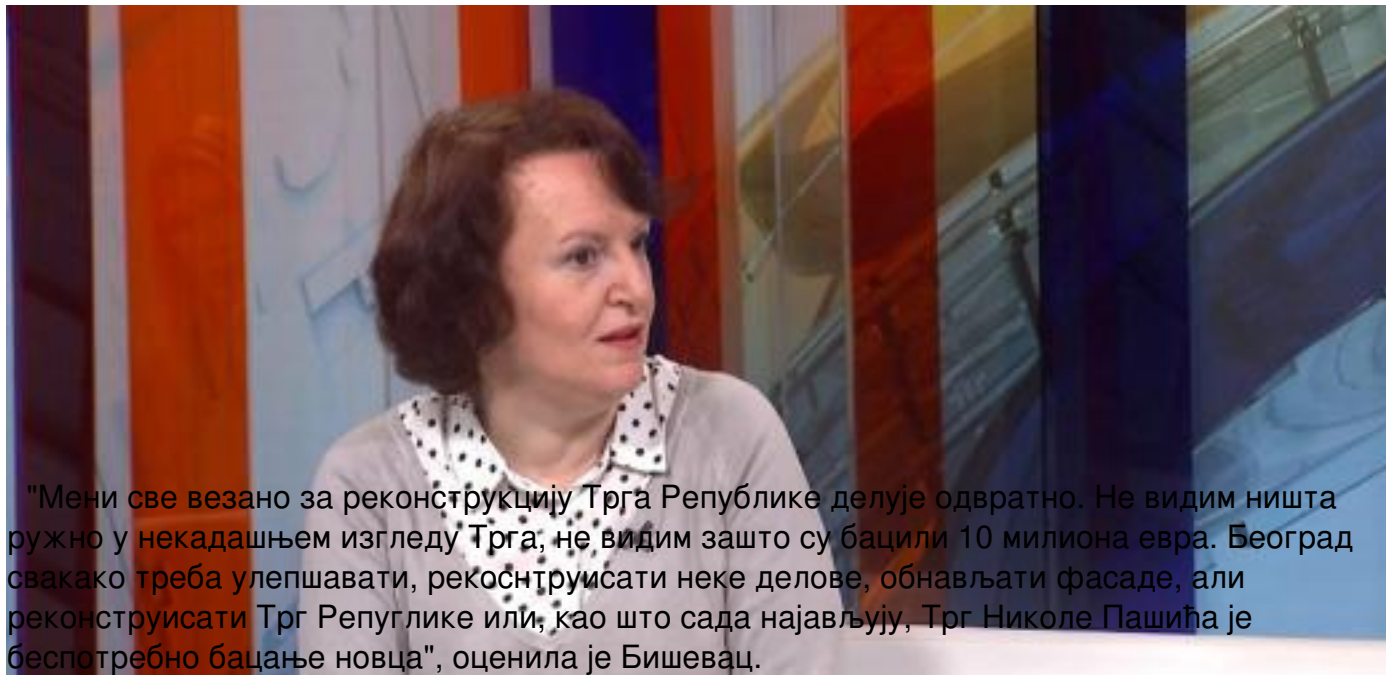 "Мени све везано за реконструкцију Трга Републике делује одвратно. Не видим ништа
ружно у некадашњем изгледу Трга, не видим зашто су бацили 10 милиона евра. Београд
свакако треба улепшавати, рекоснтруисати неке делове, обнављати фасаде, али
реконструисати Трг Репуглике или, као што сада најављују, Трг Николе Пашића је
беспотребно бацање новца", оценила је Бишевац.